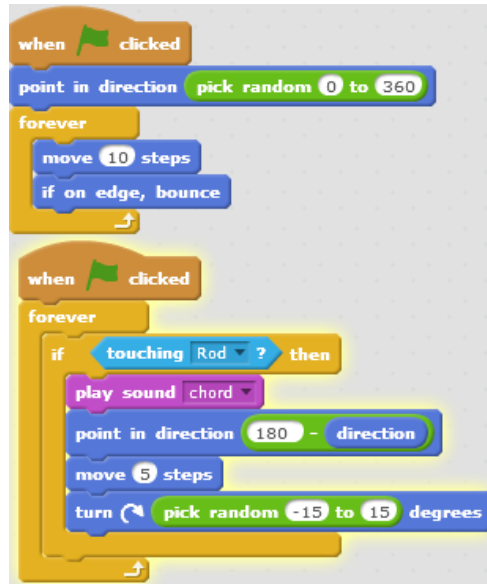 when clicked
point in direction pick random 0 to 360
forever
move 10 steps
if on edge, bounce
when clicked
forever
if touching Rod ? then
play sound chord
point in direction 180 - direction
move 5 steps
turn pick random -15 to 15 degrees